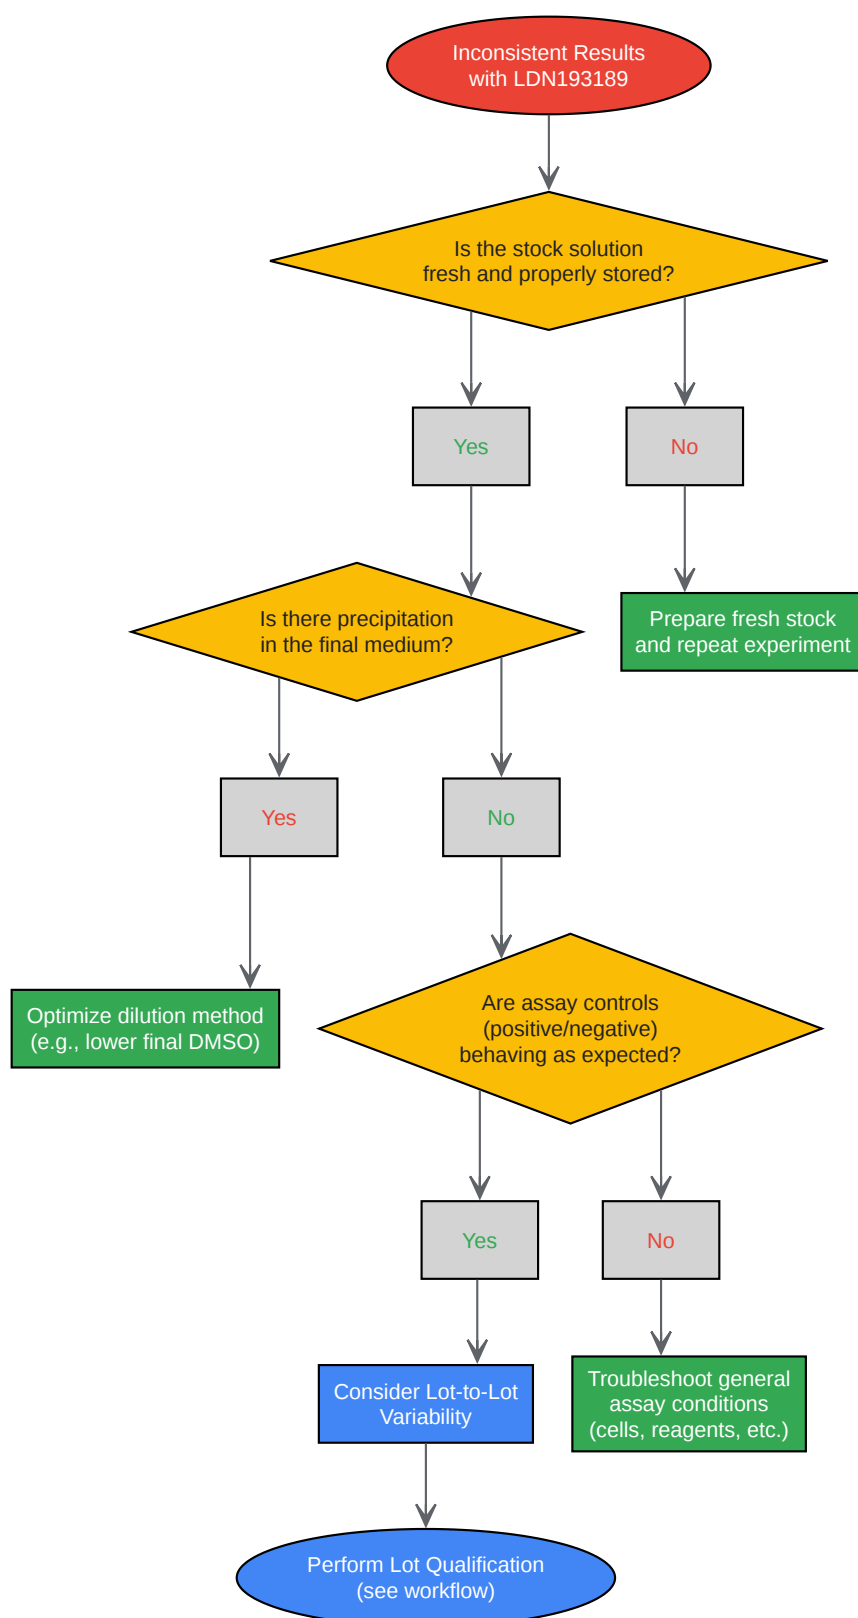 Inconsistent Results
with LDN193189
Is the stock solution
fresh and properly stored?
Yes
No
Is there precipitation
in the final medium?
Prepare fresh stock
and repeat experiment
Yes
No
Optimize dilution method
(e.g., lower final DMSO)
Are assay controls
(positive/negative)
behaving as expected?
Yes
No
Consider Lot-to-Lot
Variability
Troubleshoot general
assay conditions
(cells, reagents, etc.)
Perform Lot Qualification
(see workflow)